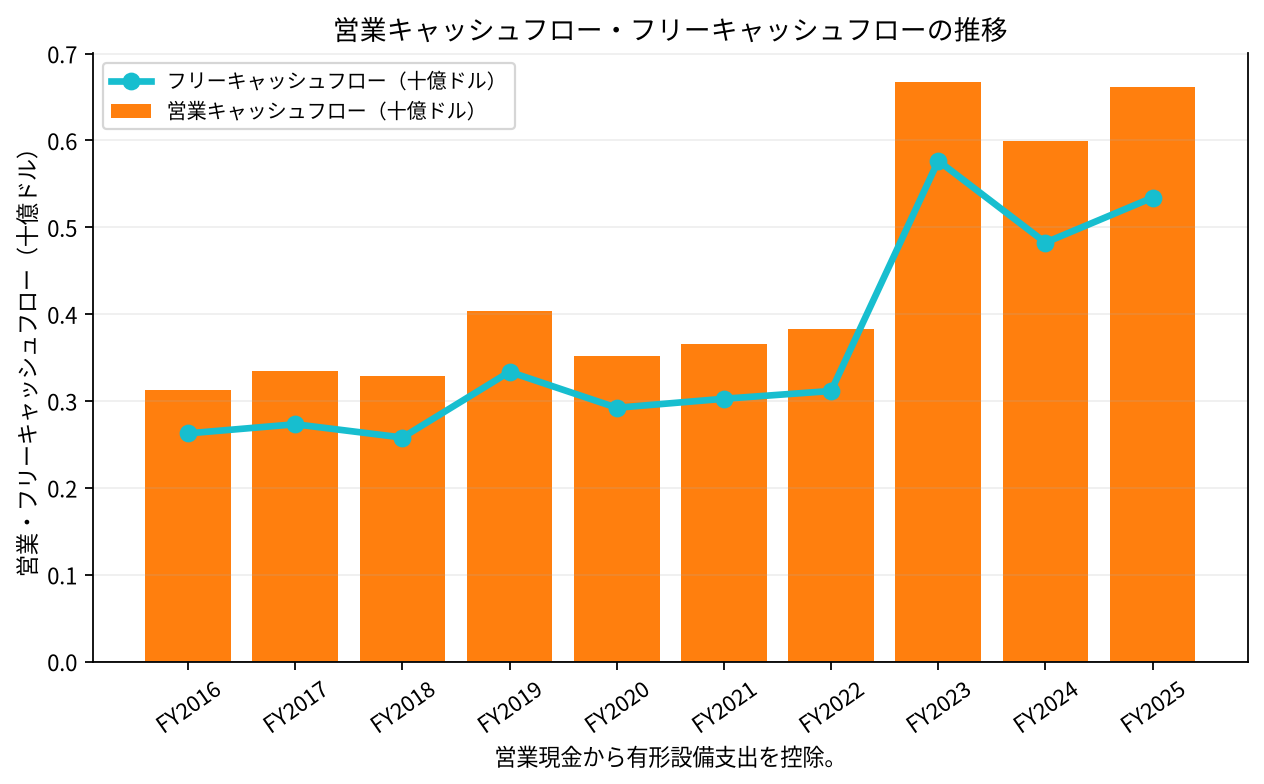 営業キャッシュフロー・フリーキャッシュフローの推移
フリーキャッシュフロー（十億ドル）
営業キャッシュフロー（十億ドル）
営業・フリーキャッシュフロー（十億ドル）
0.7
0.6
0.5
0.4
0.3
0.2
0.1
0.0
FY2016
FY2017
FY2018
FY2019
FY2020
FY2021
FY2022
FY2023
FY2024
FY2025
営業現金から有形設備支出を控除。